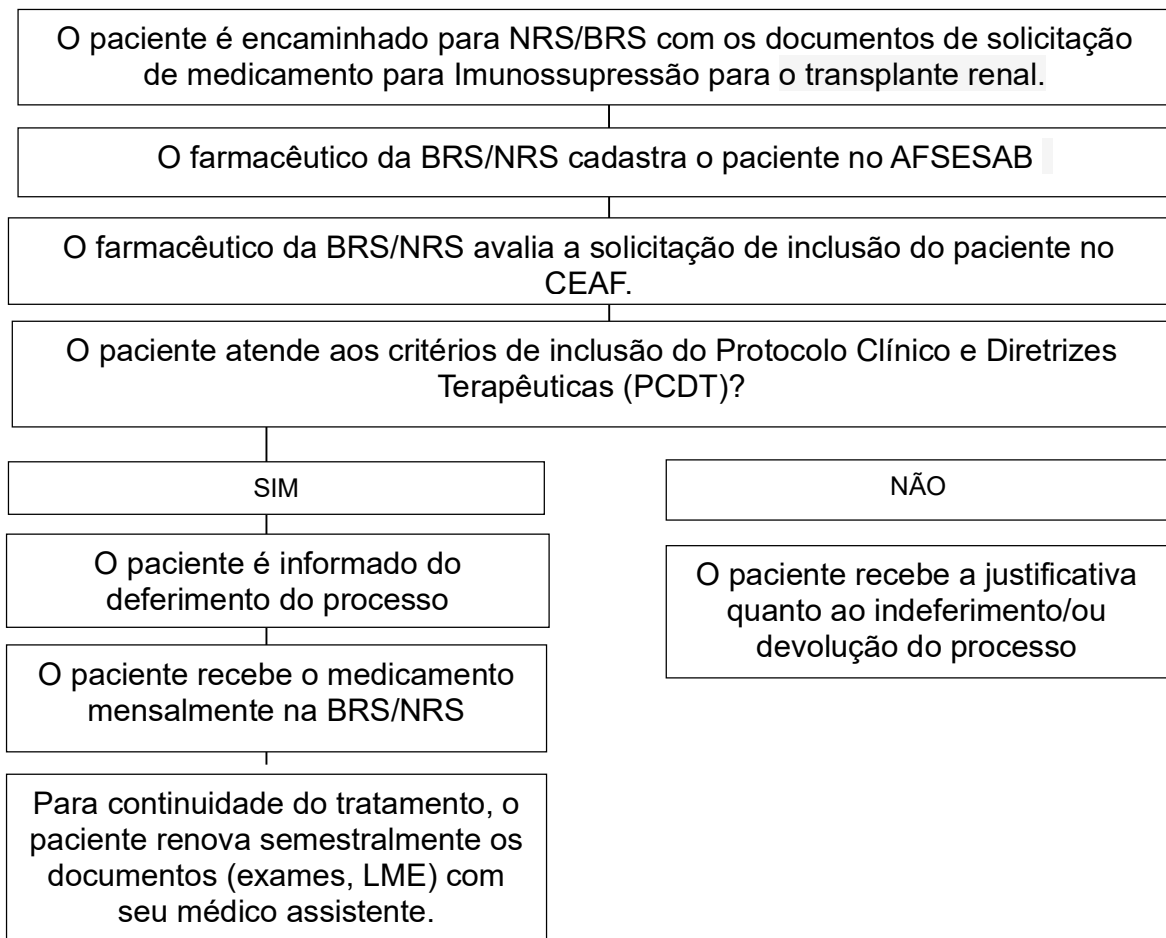 O paciente é encaminhado para NRS/BRS com os documentos de solicitação
de medicamento para Imunossupressão para o transplante renal.
O farmacêutico da BRS/NRS cadastra o paciente no AFSESAB
O farmacêutico da BRS/NRS avalia a solicitação de inclusão do paciente no
CEAF.
O paciente atende aos critérios de inclusão do Protocolo Clínico e Diretrizes
Terapêuticas (PCDT)?
SIM
O paciente é informado do
deferimento do processo
O paciente recebe o medicamento
mensalmente na BRS/NRS
Para continuidade do tratamento, o
paciente renova semestralmente os
documentos (exames, LME) com
seu médico assistente.
NÃO
O paciente recebe a justificativa
quanto ao indeferimento/ou
devolução do processo